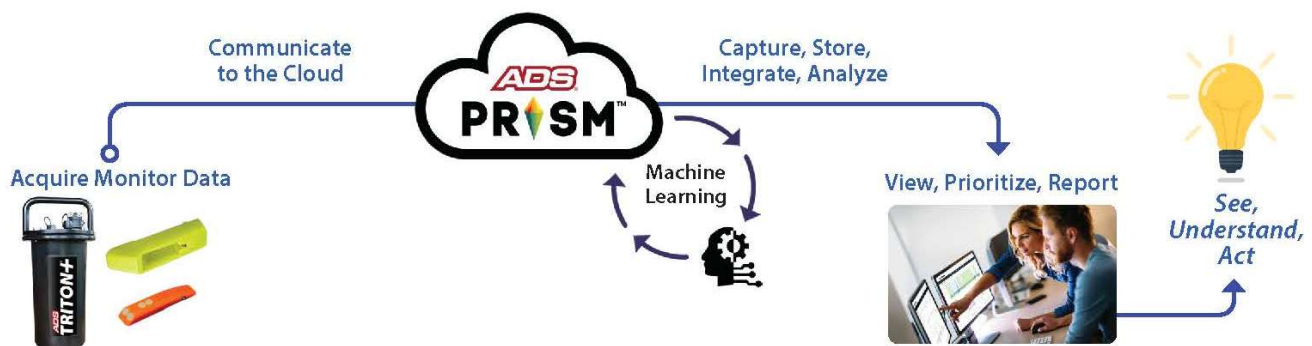 Communicate
to the Cloud
ADS
PRISM™
Capture, Store,
Integrate, Analyze
Acquire Monitor Data
Machine
Learning
View, Prioritize, Report
See,
Understand,
Act
ADS
TRITON+